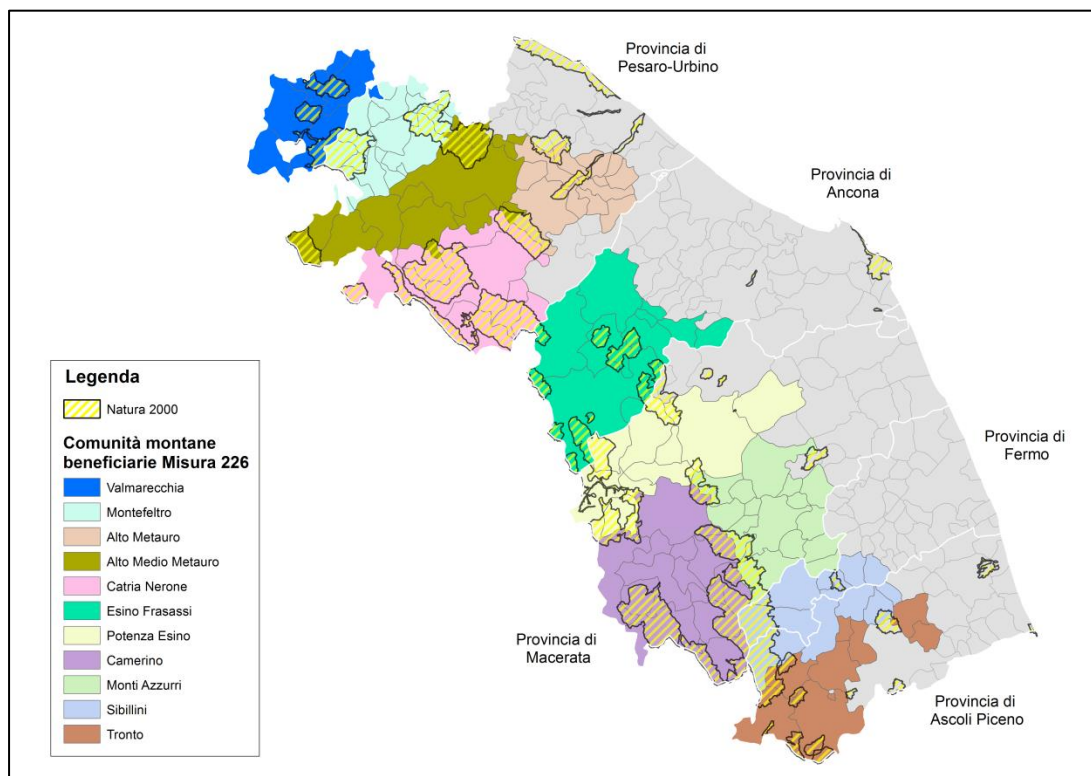 Provincia di
Pesaro-Urbino
Provincia di
Ancona
Provincia di
Fermo
Provincia di
Macerata
Provincia di
Ascoli Piceno
Legenda
Natura 2000
Comunità montane
beneficiarie Misura 226
Valmarecchia
Montefeltro
Alto Metauro
Alto Medio Metauro
Catria Nerone
Esino Frasassi
Potenza Esino
Camerino
Monti Azzurri
Sibillini
Tronto